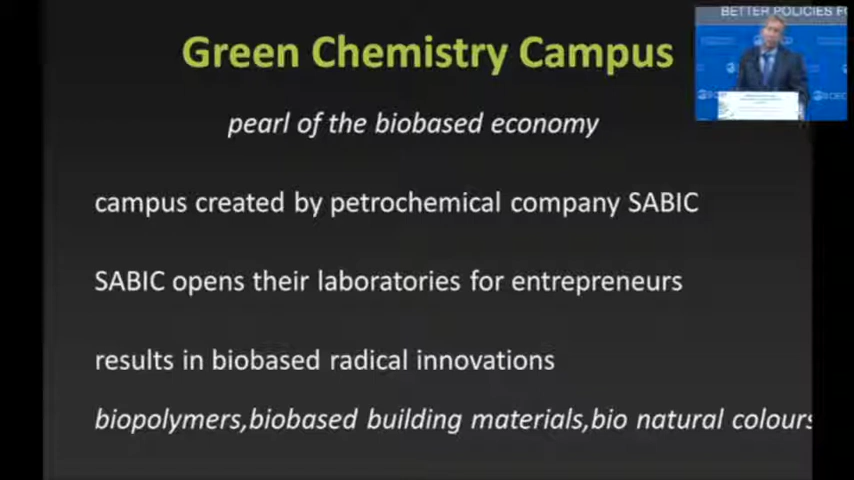 BETTER POLICIES FO
Green Chemistry Campus
pearl of the biobased economy
campus created by petrochemical company SABIC
SABIC opens their laboratories for entrepreneurs
results in biobased radical innovations
biopolymers,biobased building materials,bio natural colours